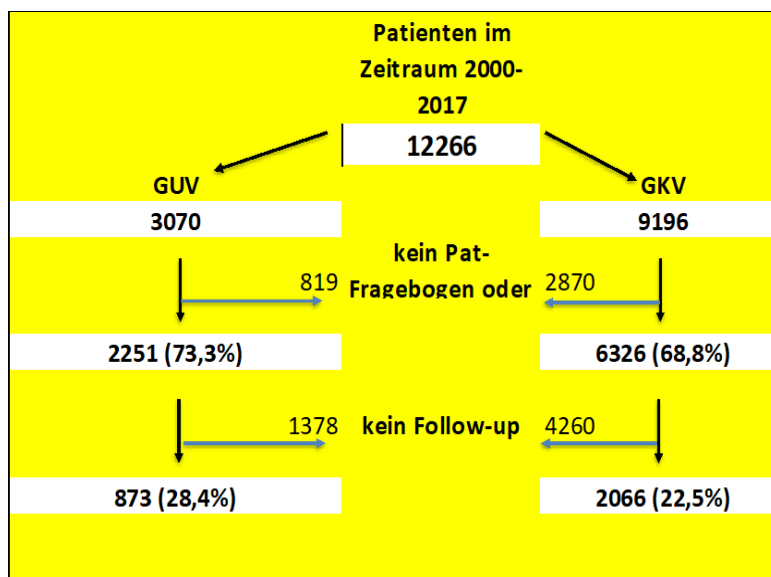 Patienten im
Zeitraum 2000-
2017
12266
GUV
GKV
3070
9196
kein Pat-
819
Fragebogen oder
2870
2251 (73,3%)
6326 (68,8%)
1378
kein Follow-up
4260
873 (28,4%)
2066 (22,5%)